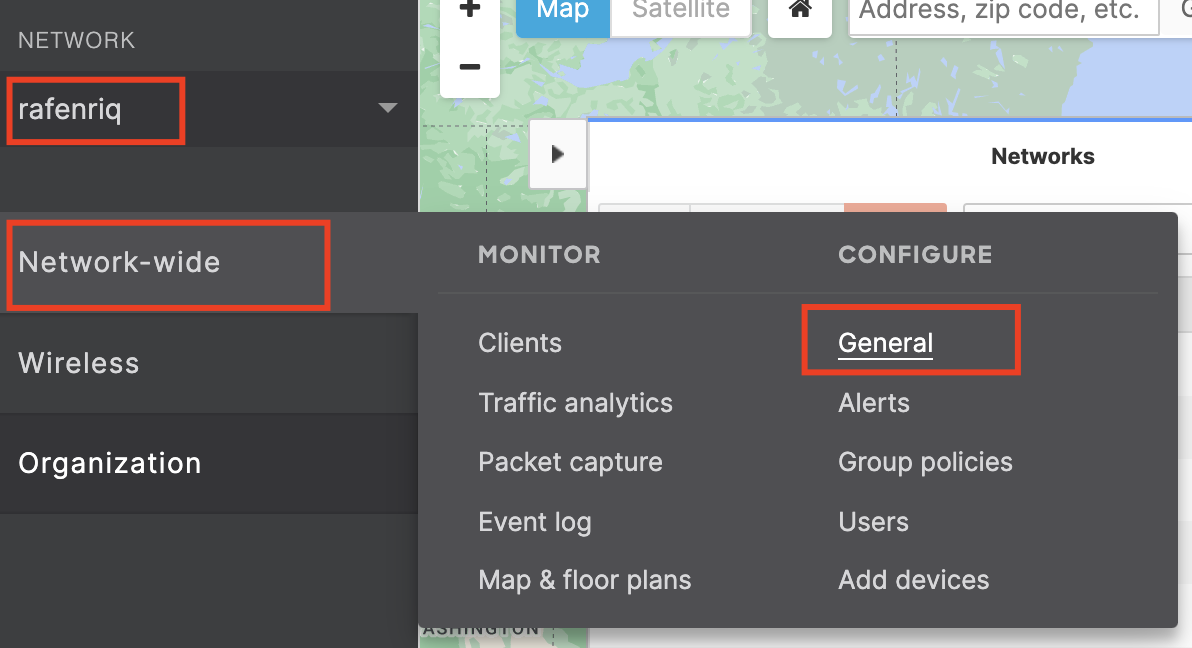 NETWORK
rafenriq
Network-wide
Wireless
Organization
+
−
Map
Satellite
Address, zip code, etc.
Networks
MONITOR
Clients
Traffic analytics
Packet capture
Event log
Map & floor plans
CONFIGURE
General
Alerts
Group policies
Users
Add devices